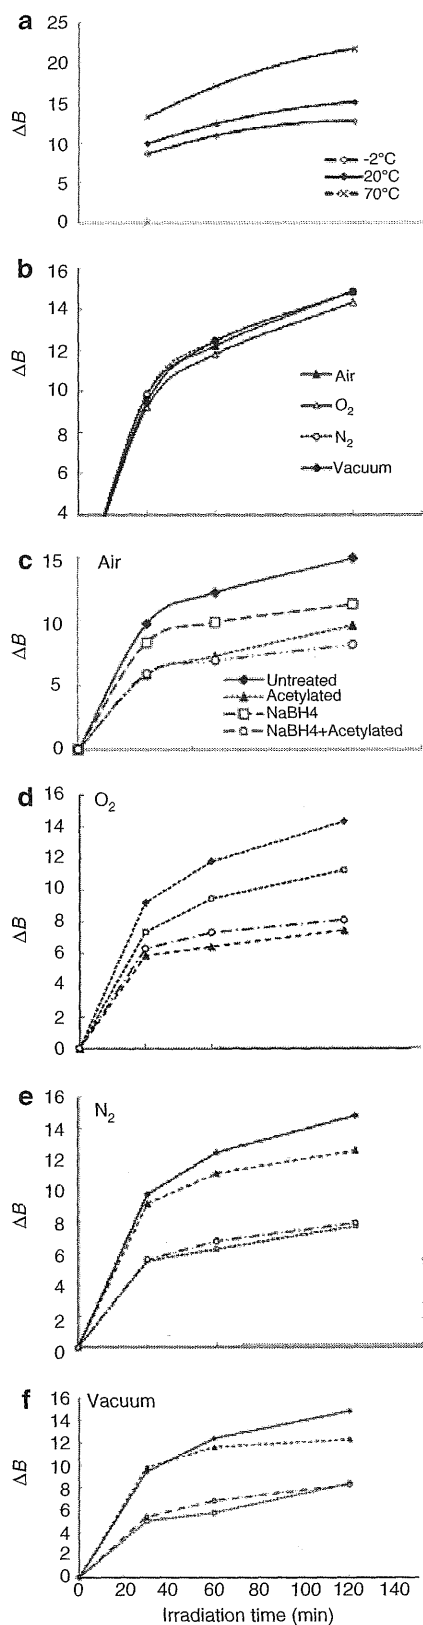 a
25
20
15
10
5
0
ΔB
-2°C
20°C
70°C
b
16
14
12
10
8
6
4
ΔB
Air
O2
N2
Vacuum
c
Air
15
10
5
0
ΔB
Untreated
Acetylated
NaBH4
NaBH4+Acetylated
d
O2
16
14
12
10
8
6
4
2
0
ΔB
e
N2
16
14
12
10
8
6
4
2
0
ΔB
f
Vacuum
16
14
12
10
8
6
4
2
0
ΔB
0 20 40 60 80 100 120 140
Irradiation time (min)